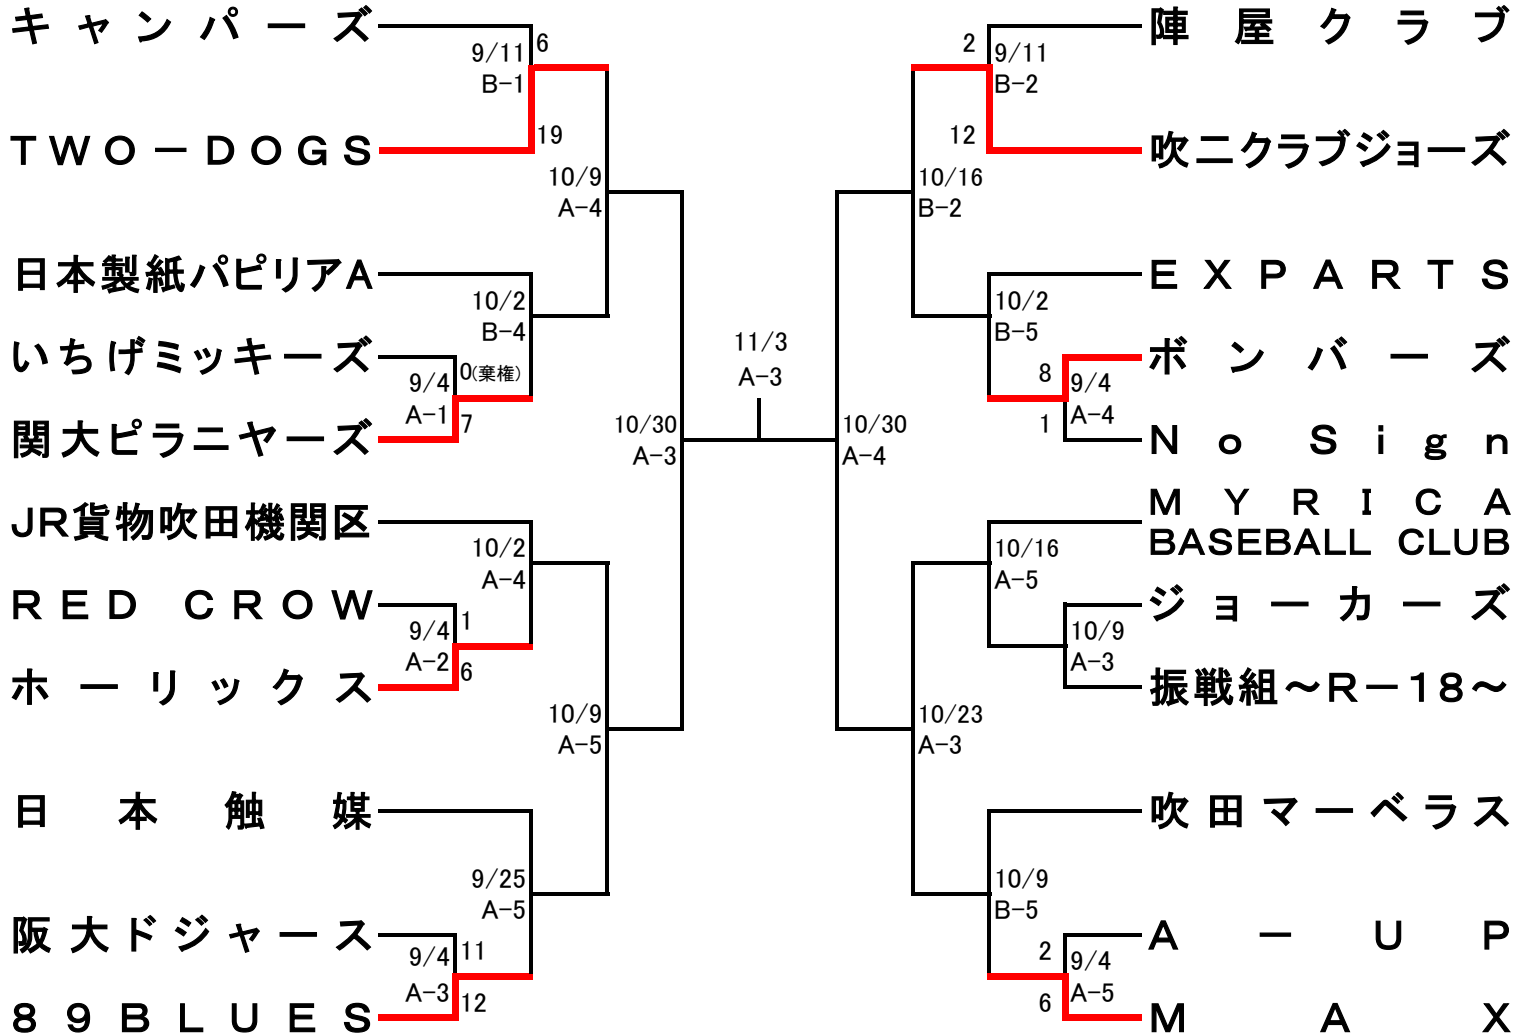 キャンパーズ
9/11
6
B-1
TWO-DOGS
19
10/9
A-4
日本製紙パピリアA
10/2
B-4
いちげミッキーズ
9/4
0(棄権)
A-1
7
関大ピラニヤーズ
10/30
A-3
JR貨物吹田機関区
10/2
A-4
RED CROW
9/4
1
A-2
6
ホーリックス
10/9
A-5
日本触媒
9/25
A-5
阪大ドジャース
9/4
11
A-3
12
89BLUES
11/3
A-3
陣屋クラブ
2
9/11
B-2
12
吹二クラブジョーズ
10/16
B-2
EXPARTS
10/2
B-5
ボンバーズ
8
9/4
A-4
1
No Sign
10/30
A-4
MYRICA
BASEBALL CLUB
10/16
A-5
ジョーカーズ
10/9
A-3
振戦組～R-18～
10/23
A-3
吹田マーベラス
10/9
B-5
A-UP
2
9/4
A-5
6
MAX